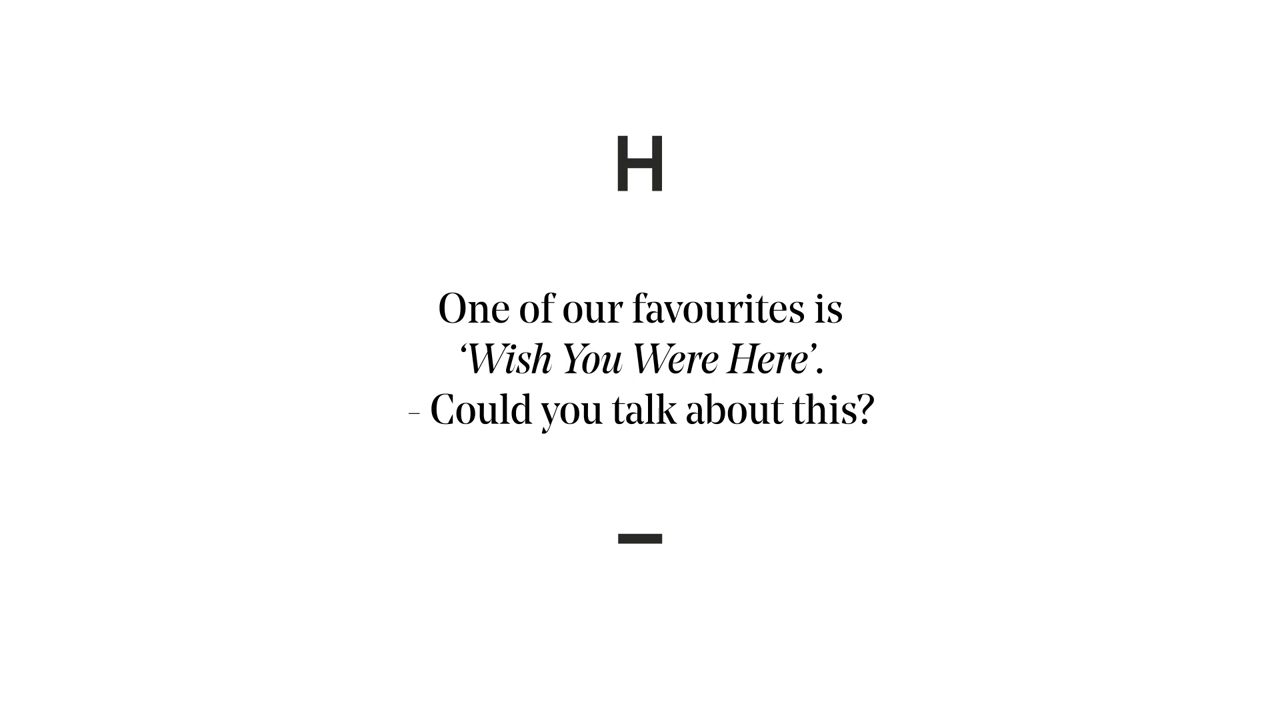 H
One of our favourites is
‘Wish You Were Here’.
– Could you talk about this?